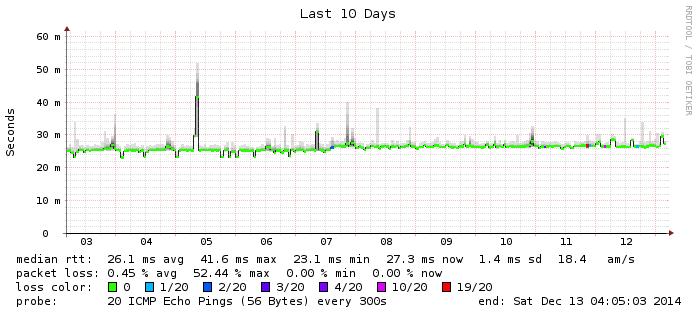 Last 10 Days
RRDTOOL / TOBI OETIKER
Seconds
60 m
50 m
40 m
30 m
20 m
10 m
0
03 04 05 06 07 08 09 10 11 12
median rtt: 26.1 ms avg 41.6 ms max 23.1 ms min 27.3 ms now 1.4 ms sd 18.4 am/s
packet loss: 0.45 % avg 52.44 % max 0.00 % min 0.00 % now
loss color: 0 1/20 2/20 3/20 4/20 10/20 19/20
probe: 20 ICMP Echo Pings (56 Bytes) every 300s end: Sat Dec 13 04:05:03 2014